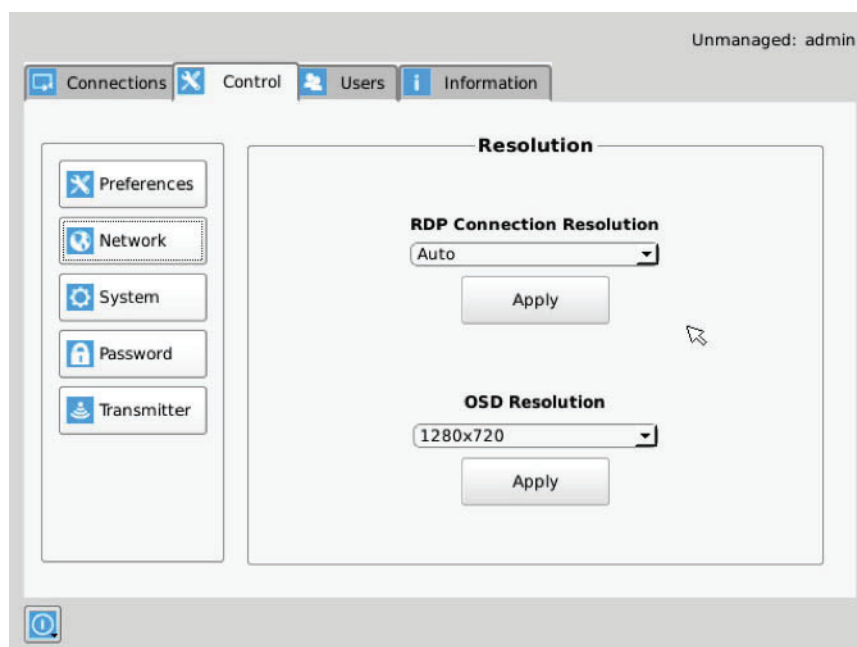 Unmanaged: admin
Connections Control Users Information
Resolution
Preferences
Network
System
Password
Transmitter
RDP Connection Resolution
Auto
Apply
OSD Resolution
1280x720
Apply